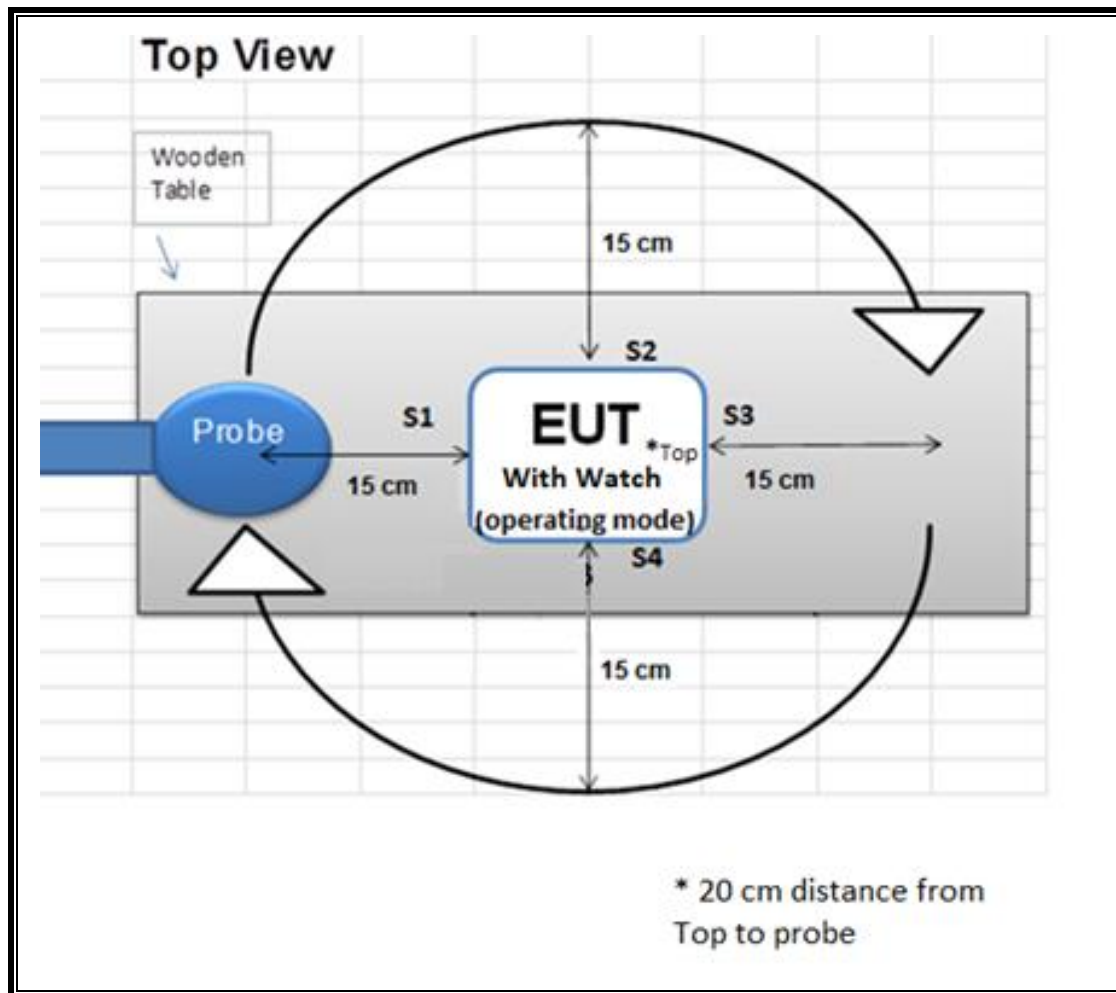 Top View
Wooden
Table
15 cm
S2
Probe
S1
EUT
*Top
S3
15 cm
With Watch
15 cm
(operating mode)
S4
15 cm
* 20 cm distance from
Top to probe